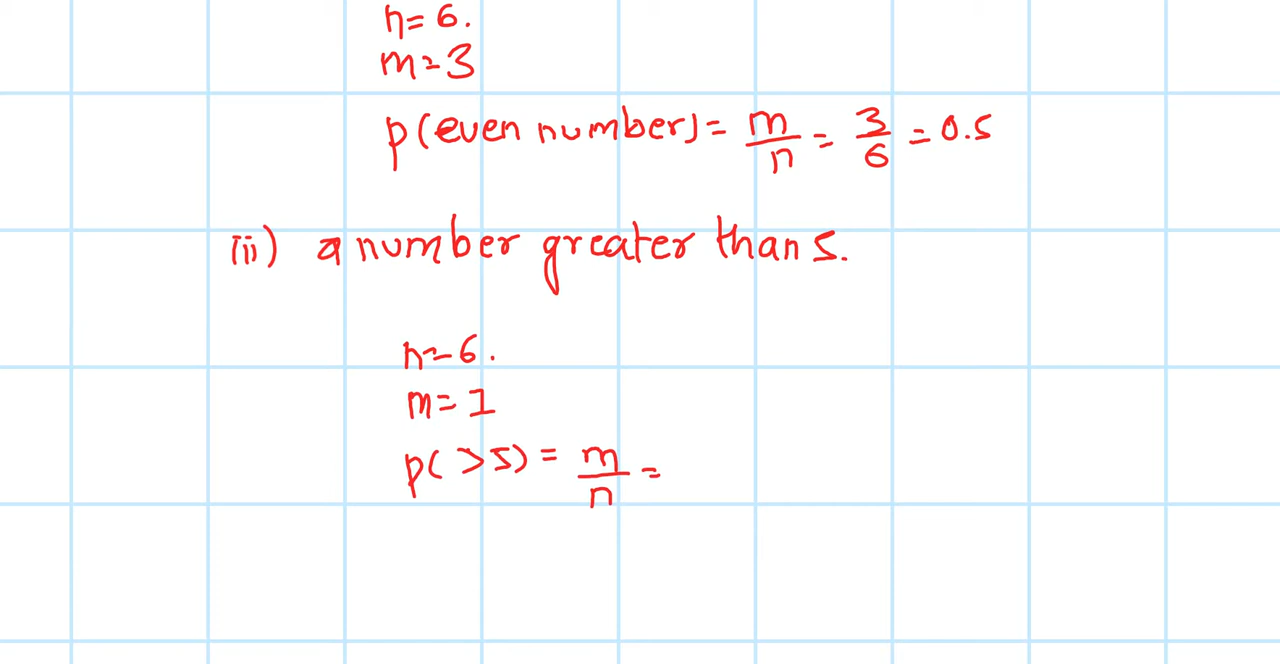 n = 6.
m = 3
p(even number) = m/n = 3/6 = 0.5
ii) a number greater than 5.
n = 6.
m = 1
p( >5) = m/n =